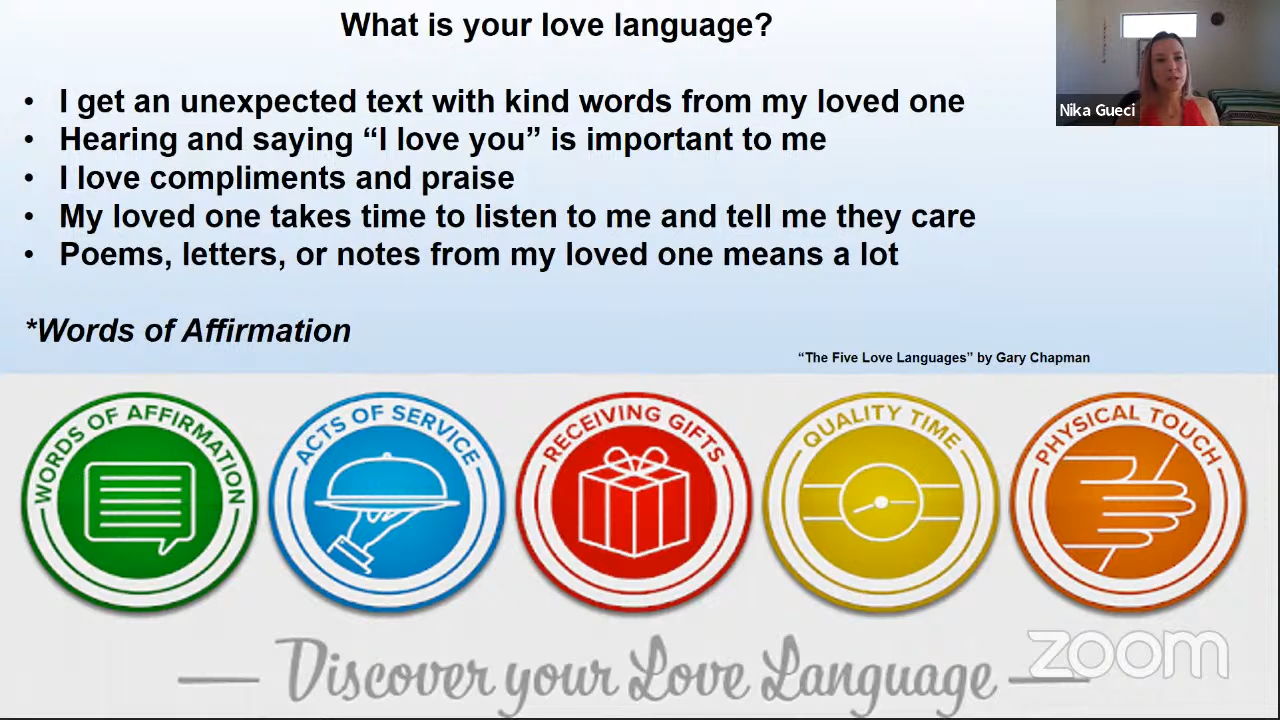 What is your love language?
• I get an unexpected text with kind words from my loved one
• Hearing and saying “I love you” is important to me
• I love compliments and praise
• My loved one takes time to listen to me and tell me they care
• Poems, letters, or notes from my loved one means a lot
*Words of Affirmation
“The Five Love Languages” by Gary Chapman
Nika Gueci
WORDS OF AFFIRMATION
ACTS OF SERVICE
RECEIVING GIFTS
QUALITY TIME
PHYSICAL TOUCH
Discover your Love Language
zoom